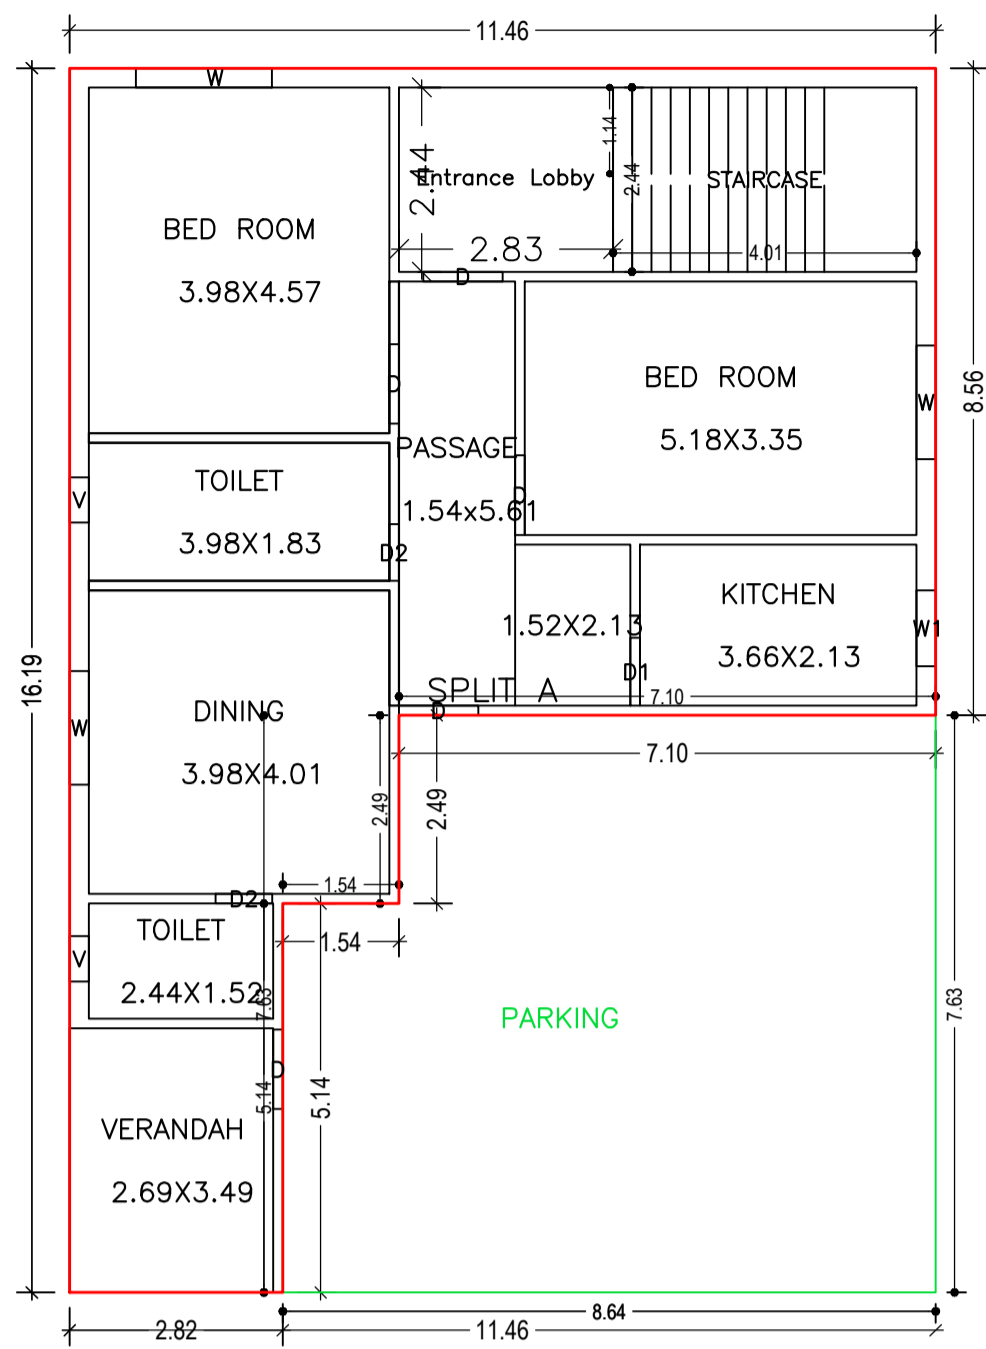 11.46
W
2.44
1.14
Entrance Lobby
2.44
STAIRCASE
BED ROOM
3.98X4.57
2.83
4.01
D
8.56
BED ROOM
5.18X3.35
D
W
PASSAGE
1.54x5.61
D
TOILET
3.98X1.83
V
D2
KITCHEN
3.66X2.13
W1
1.52X2.13
D1
16.19
SPLIT A
7.10
D
DINING
3.98X4.01
W
7.10
2.49
2.49
1.54
D2
1.54
TOILET
2.44X1.52
V
7.63
PARKING
7.63
D
5.14
5.14
VERANDAH
2.69X3.49
8.64
2.82
11.46